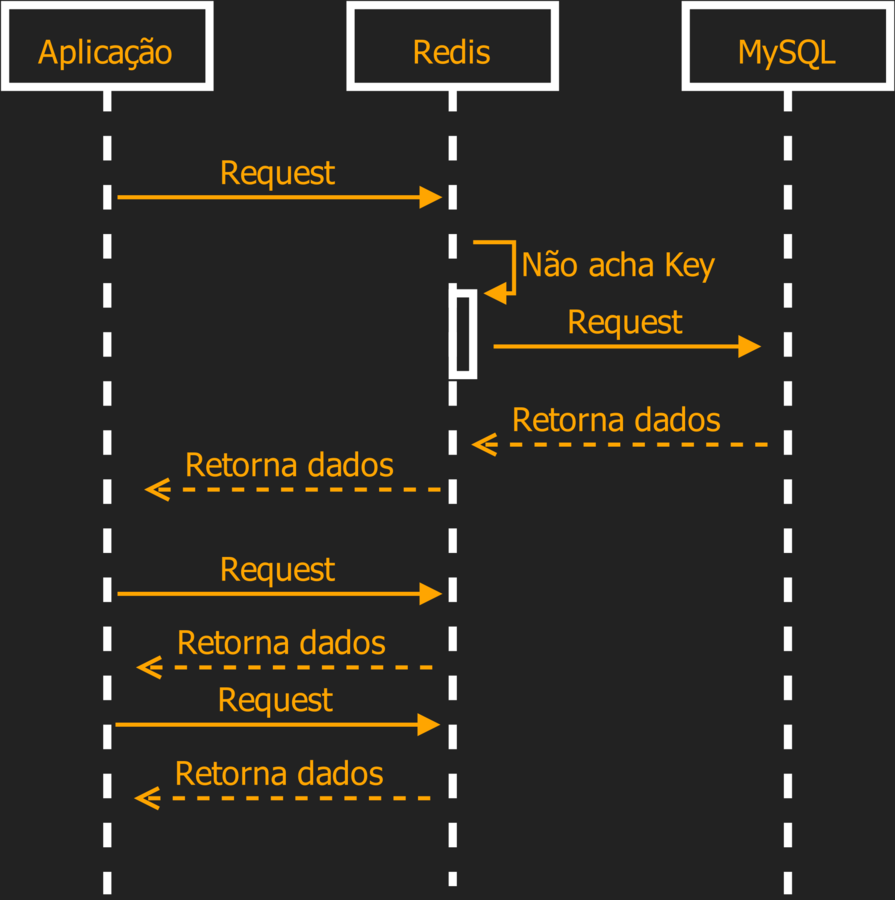 Aplicação
Redis
MySQL
Request
Não acha Key
Request
Retorna dados
Retorna dados
Request
Retorna dados
Request
Retorna dados